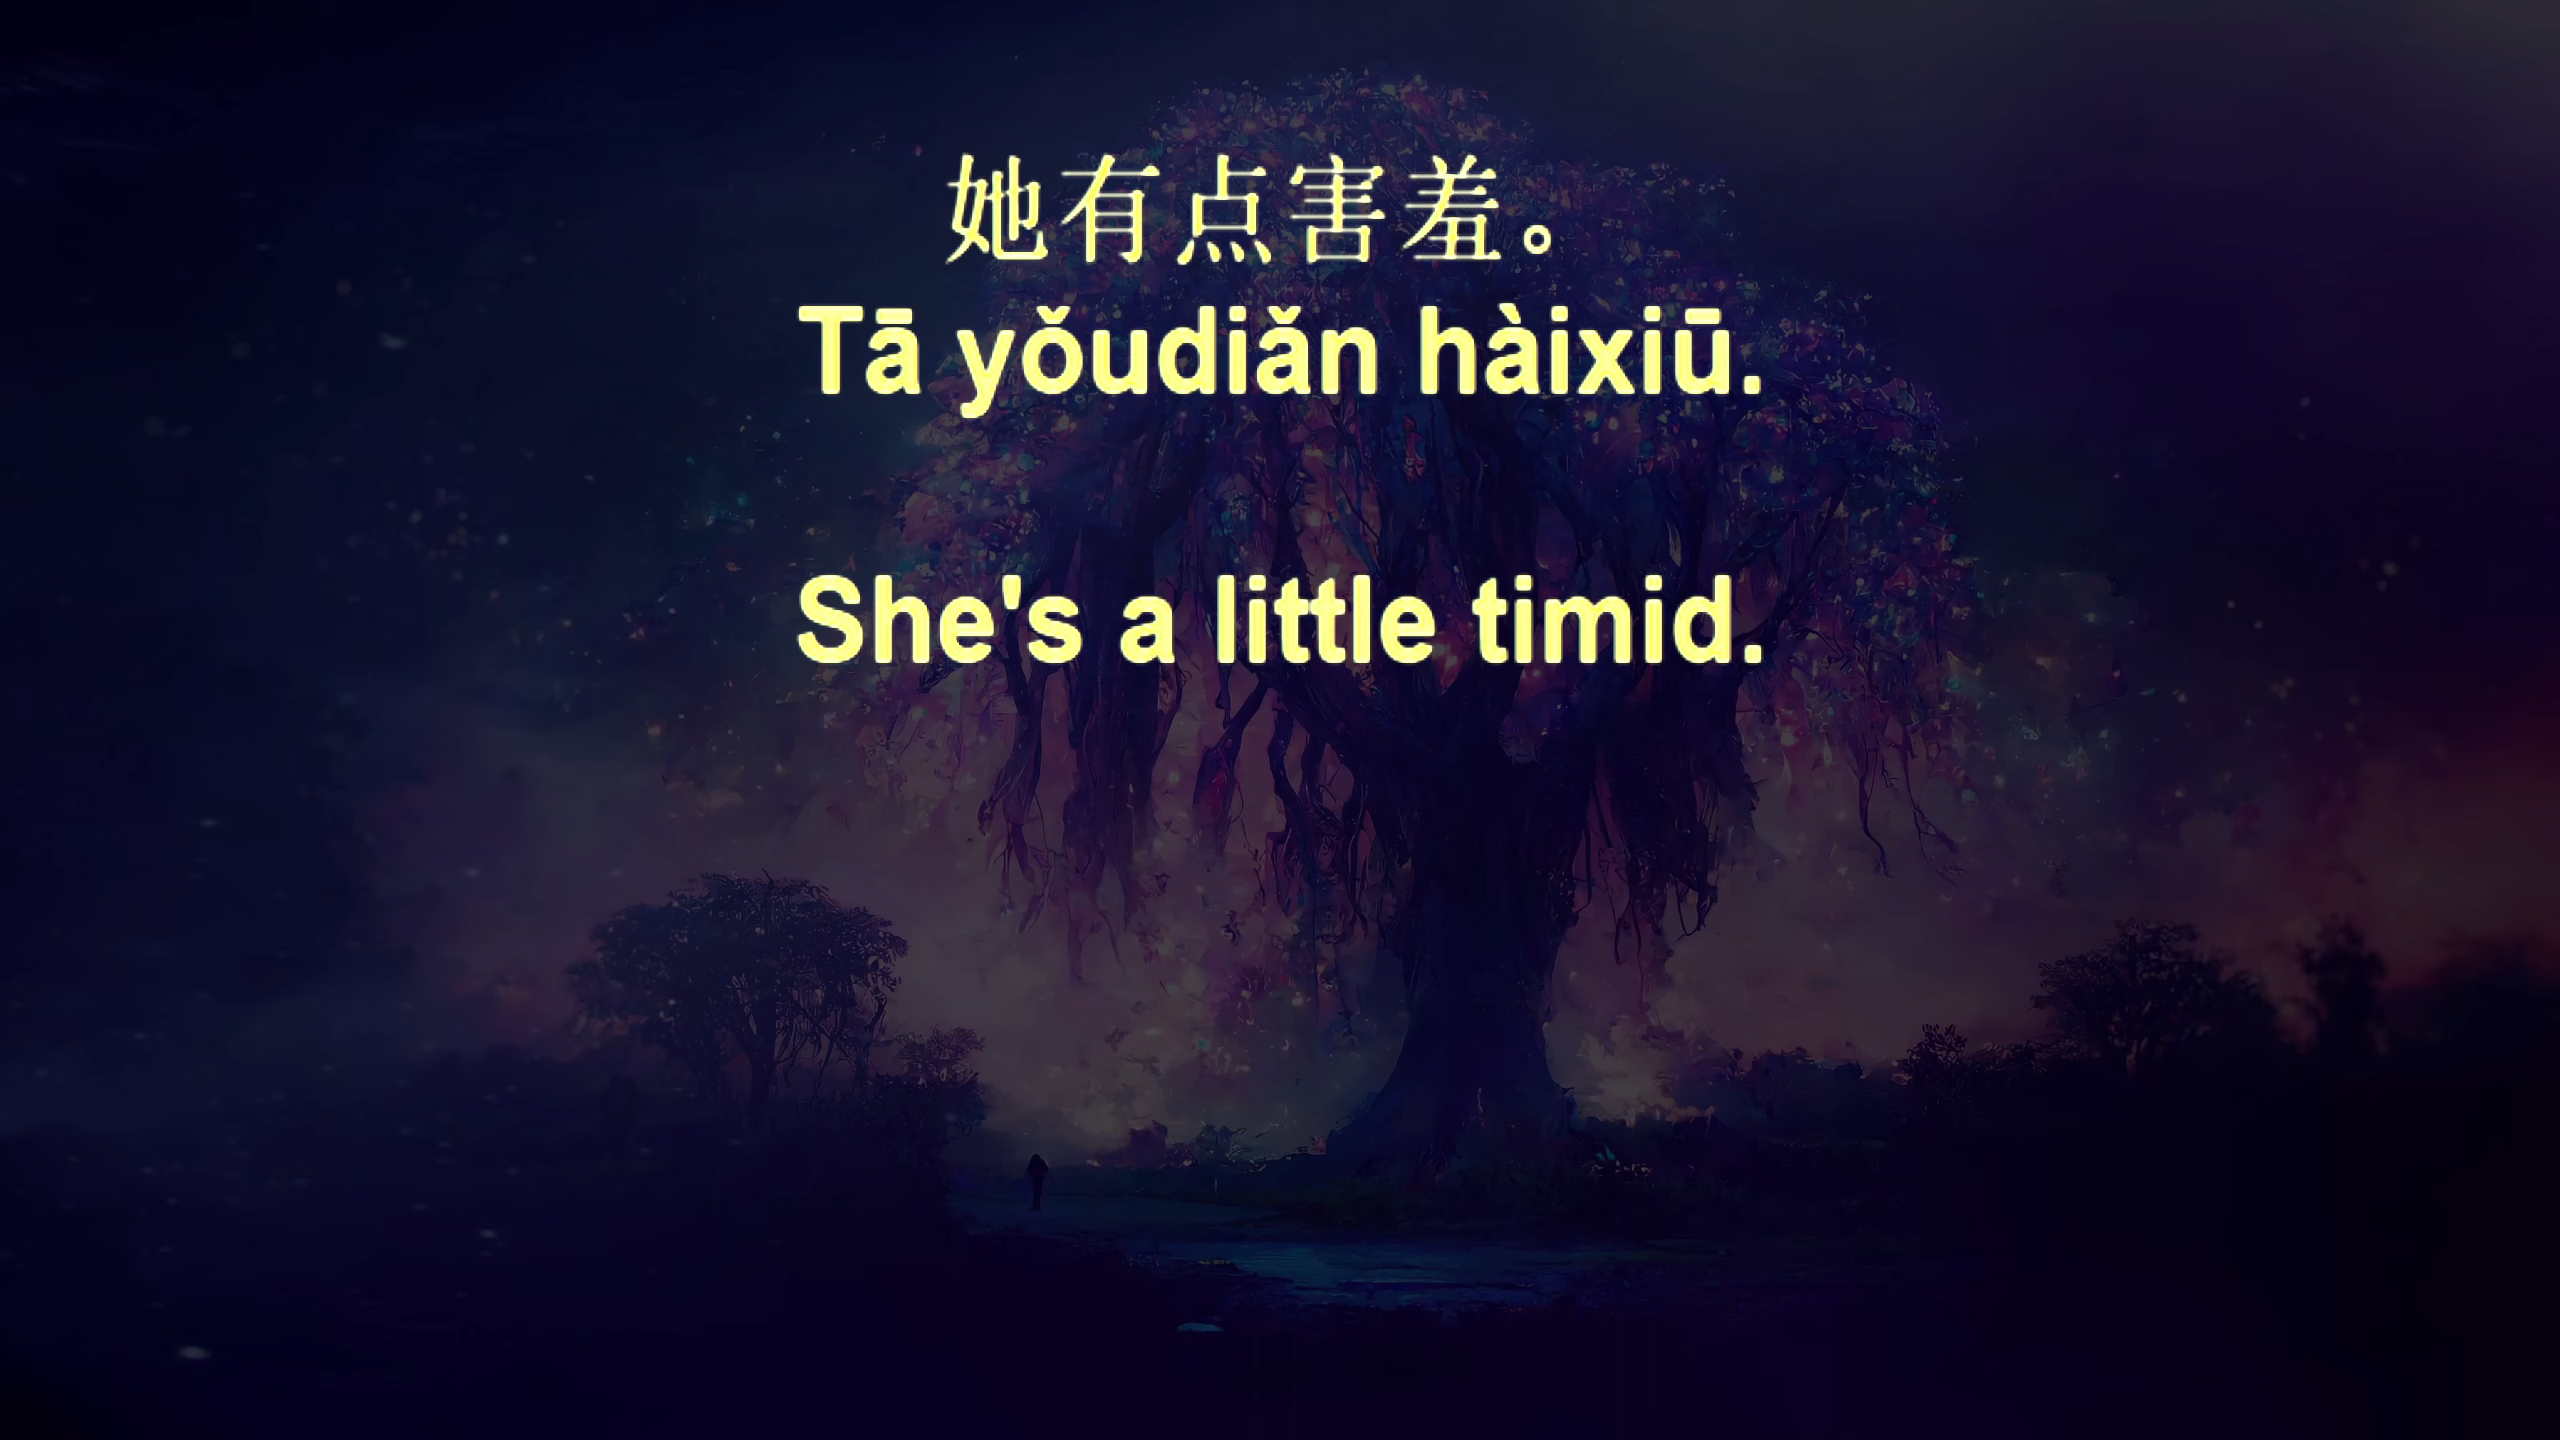 她有点害羞。
Tā yǒudiǎn hàixiū.
She's a little timid.